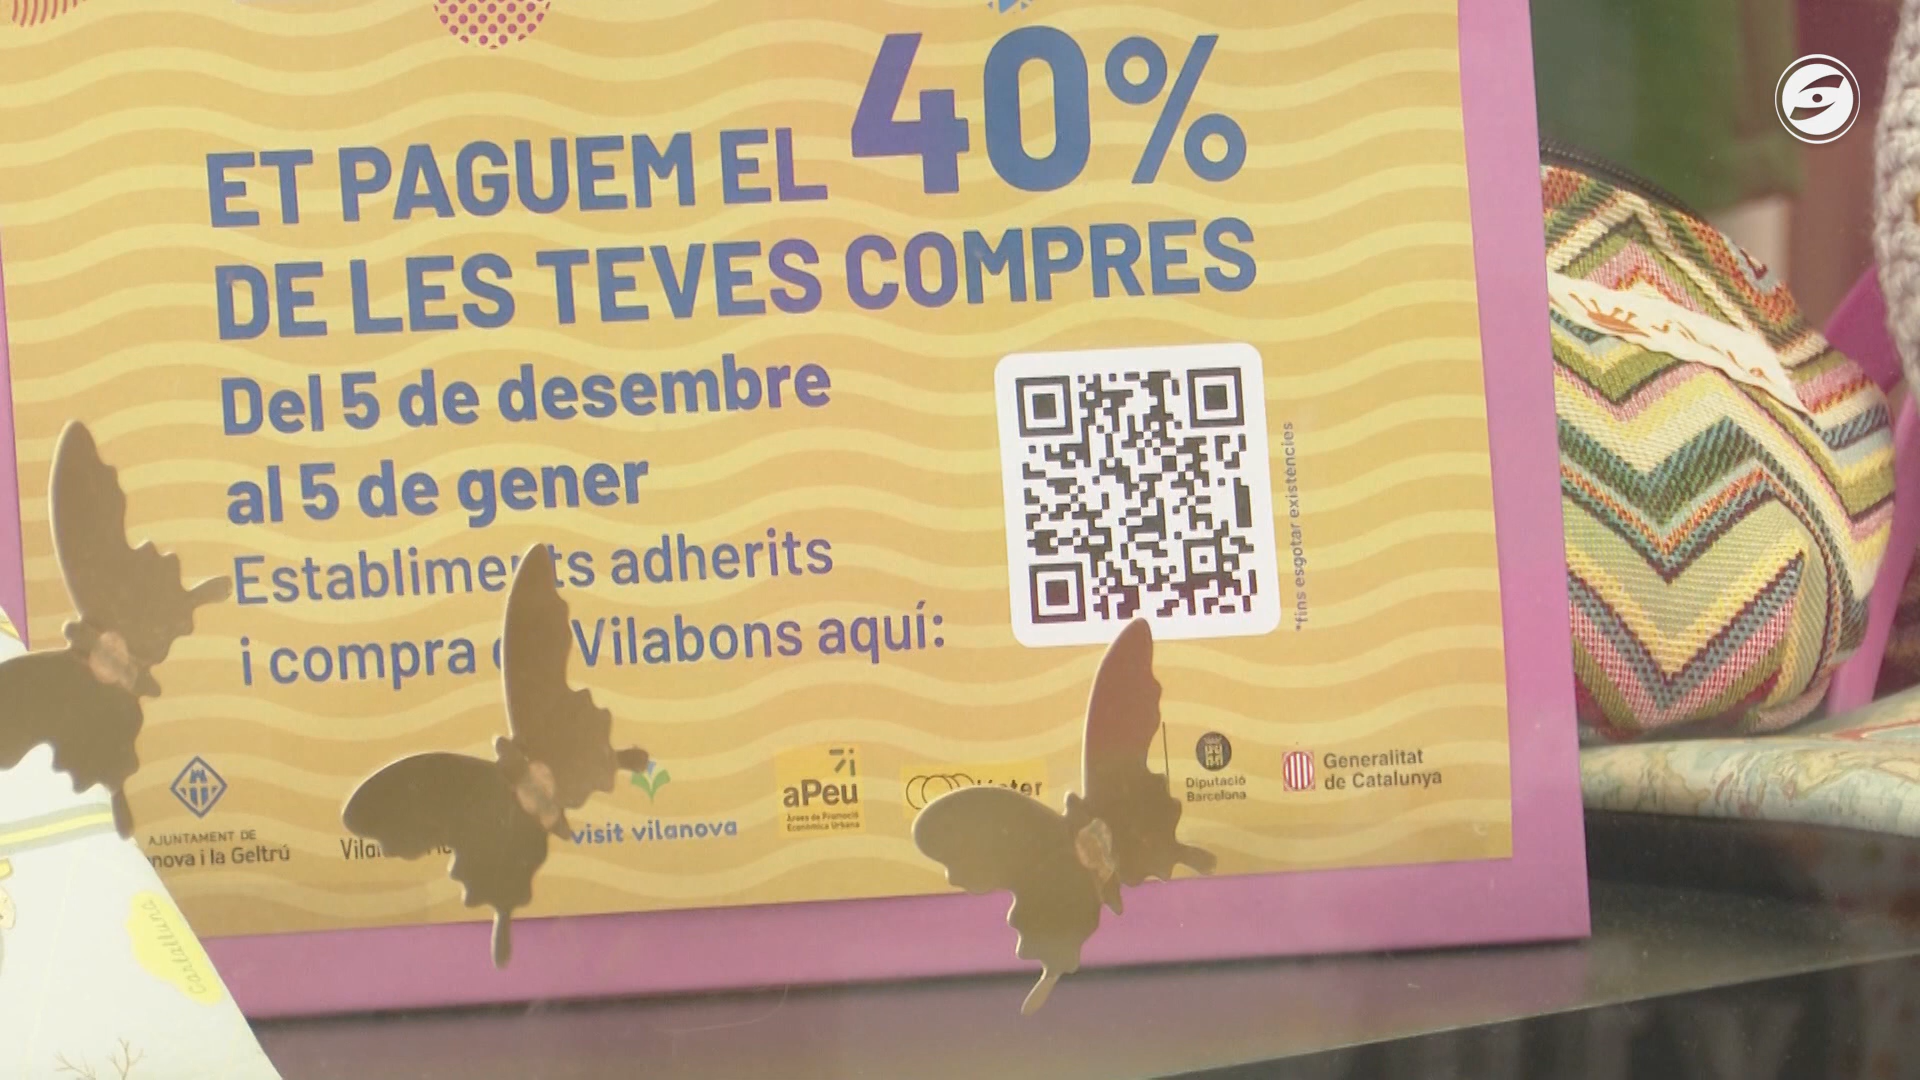 ET PAGUEM EL 40%
DE LES TEVES COMPRES
Del 5 de desembre
al 5 de gener
Establiments adherits
i compra Vilabons aquí:
*fins esgotar existències
AJUNTAMENT DE
nova i la Geltrú
visit vilanova
aPeu
Àrees de Promoció
Econòmica Urbana
Diputació
Barcelona
Generalitat
de Catalunya